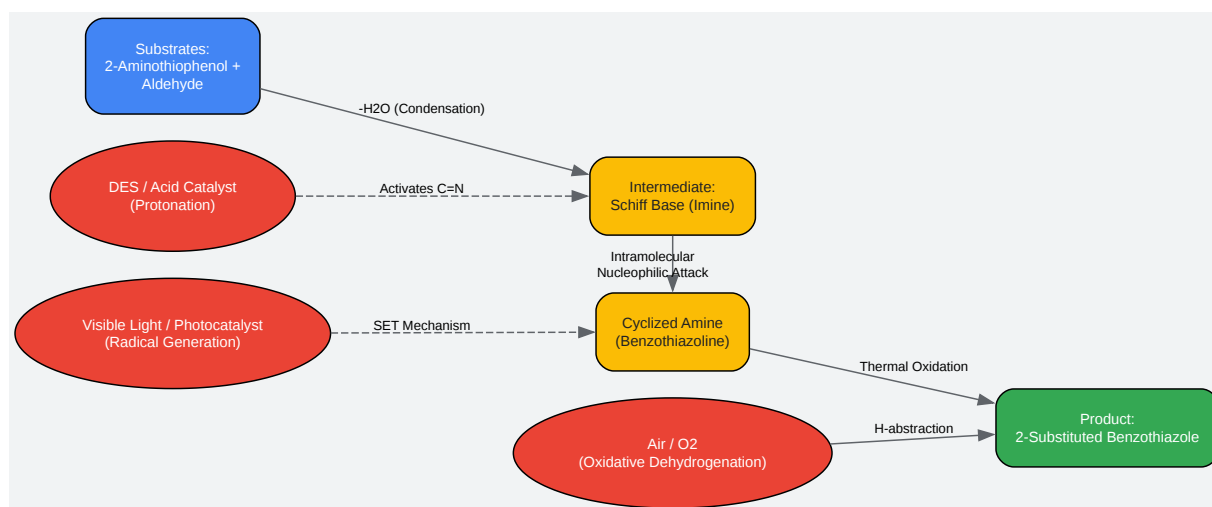 Substrates:
2-Aminothiophenol +
Aldehyde
-H2O (Condensation)
DES / Acid Catalyst
(Protonation)
Activates C=N
Intermediate:
Schiff Base (Imine)
Intramolecular
Nucleophilic Attack
Visible Light / Photocatalyst
(Radical Generation)
SET Mechanism
Cyclized Amine
(Benzothiazoline)
Thermal Oxidation
Air / O2
(Oxidative Dehydrogenation)
H-abstraction
Product:
2-Substituted Benzothiazole